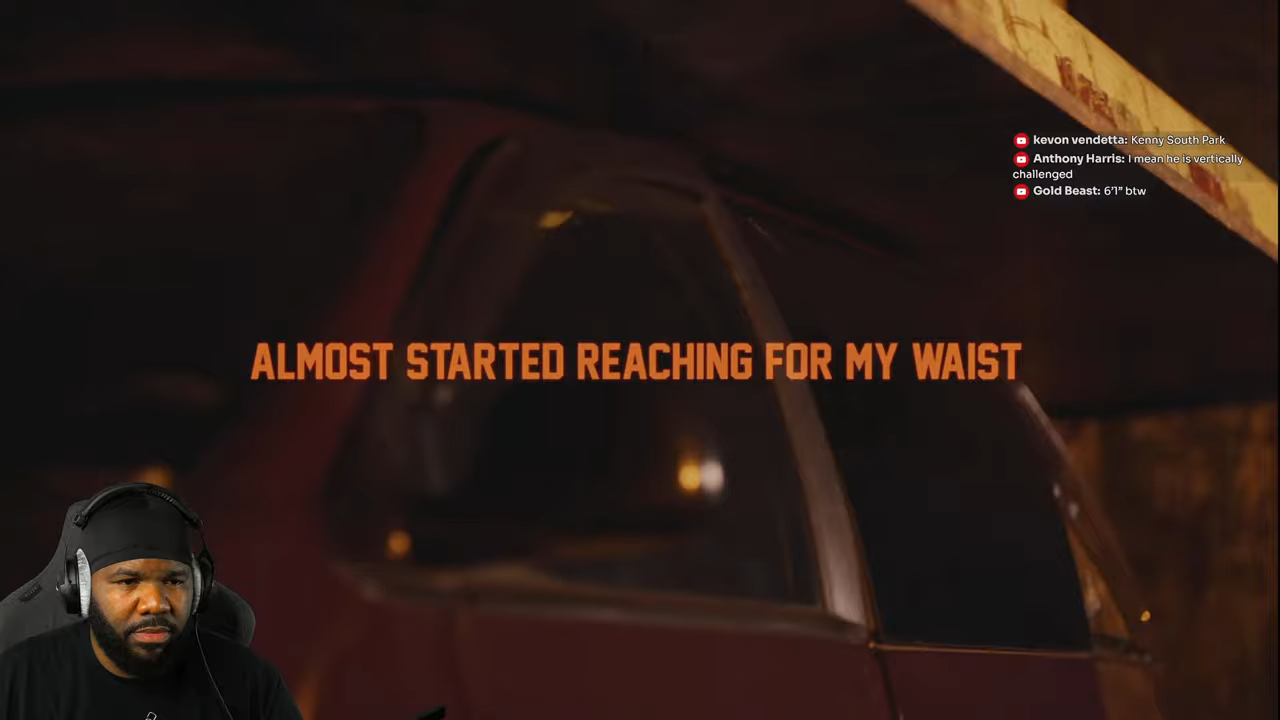 kevon vendetta: Kenny South Park
Anthony Harris: I mean he is vertically
challenged
Gold Beast: 6'1" btw
ALMOST STARTED REACHING FOR MY WAIST